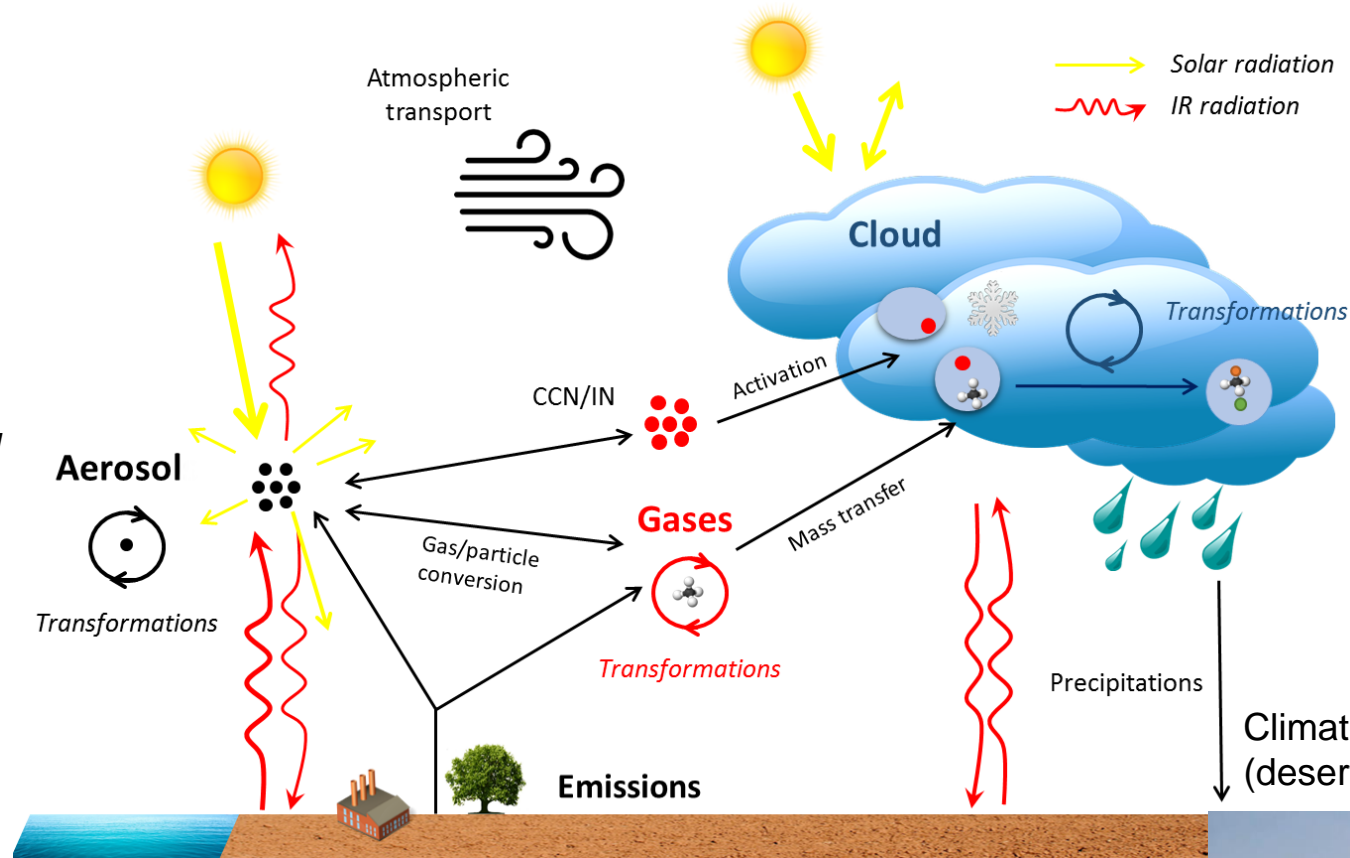 Atmospheric
transport
Solar radiation
IR radiation
Cloud
Transformations
Activation
CCN/IN
Aerosol
Gases
Mass transfer
Gas/particle
conversion
Transformations
Transformations
Precipitations
Climat
(deser
Emissions